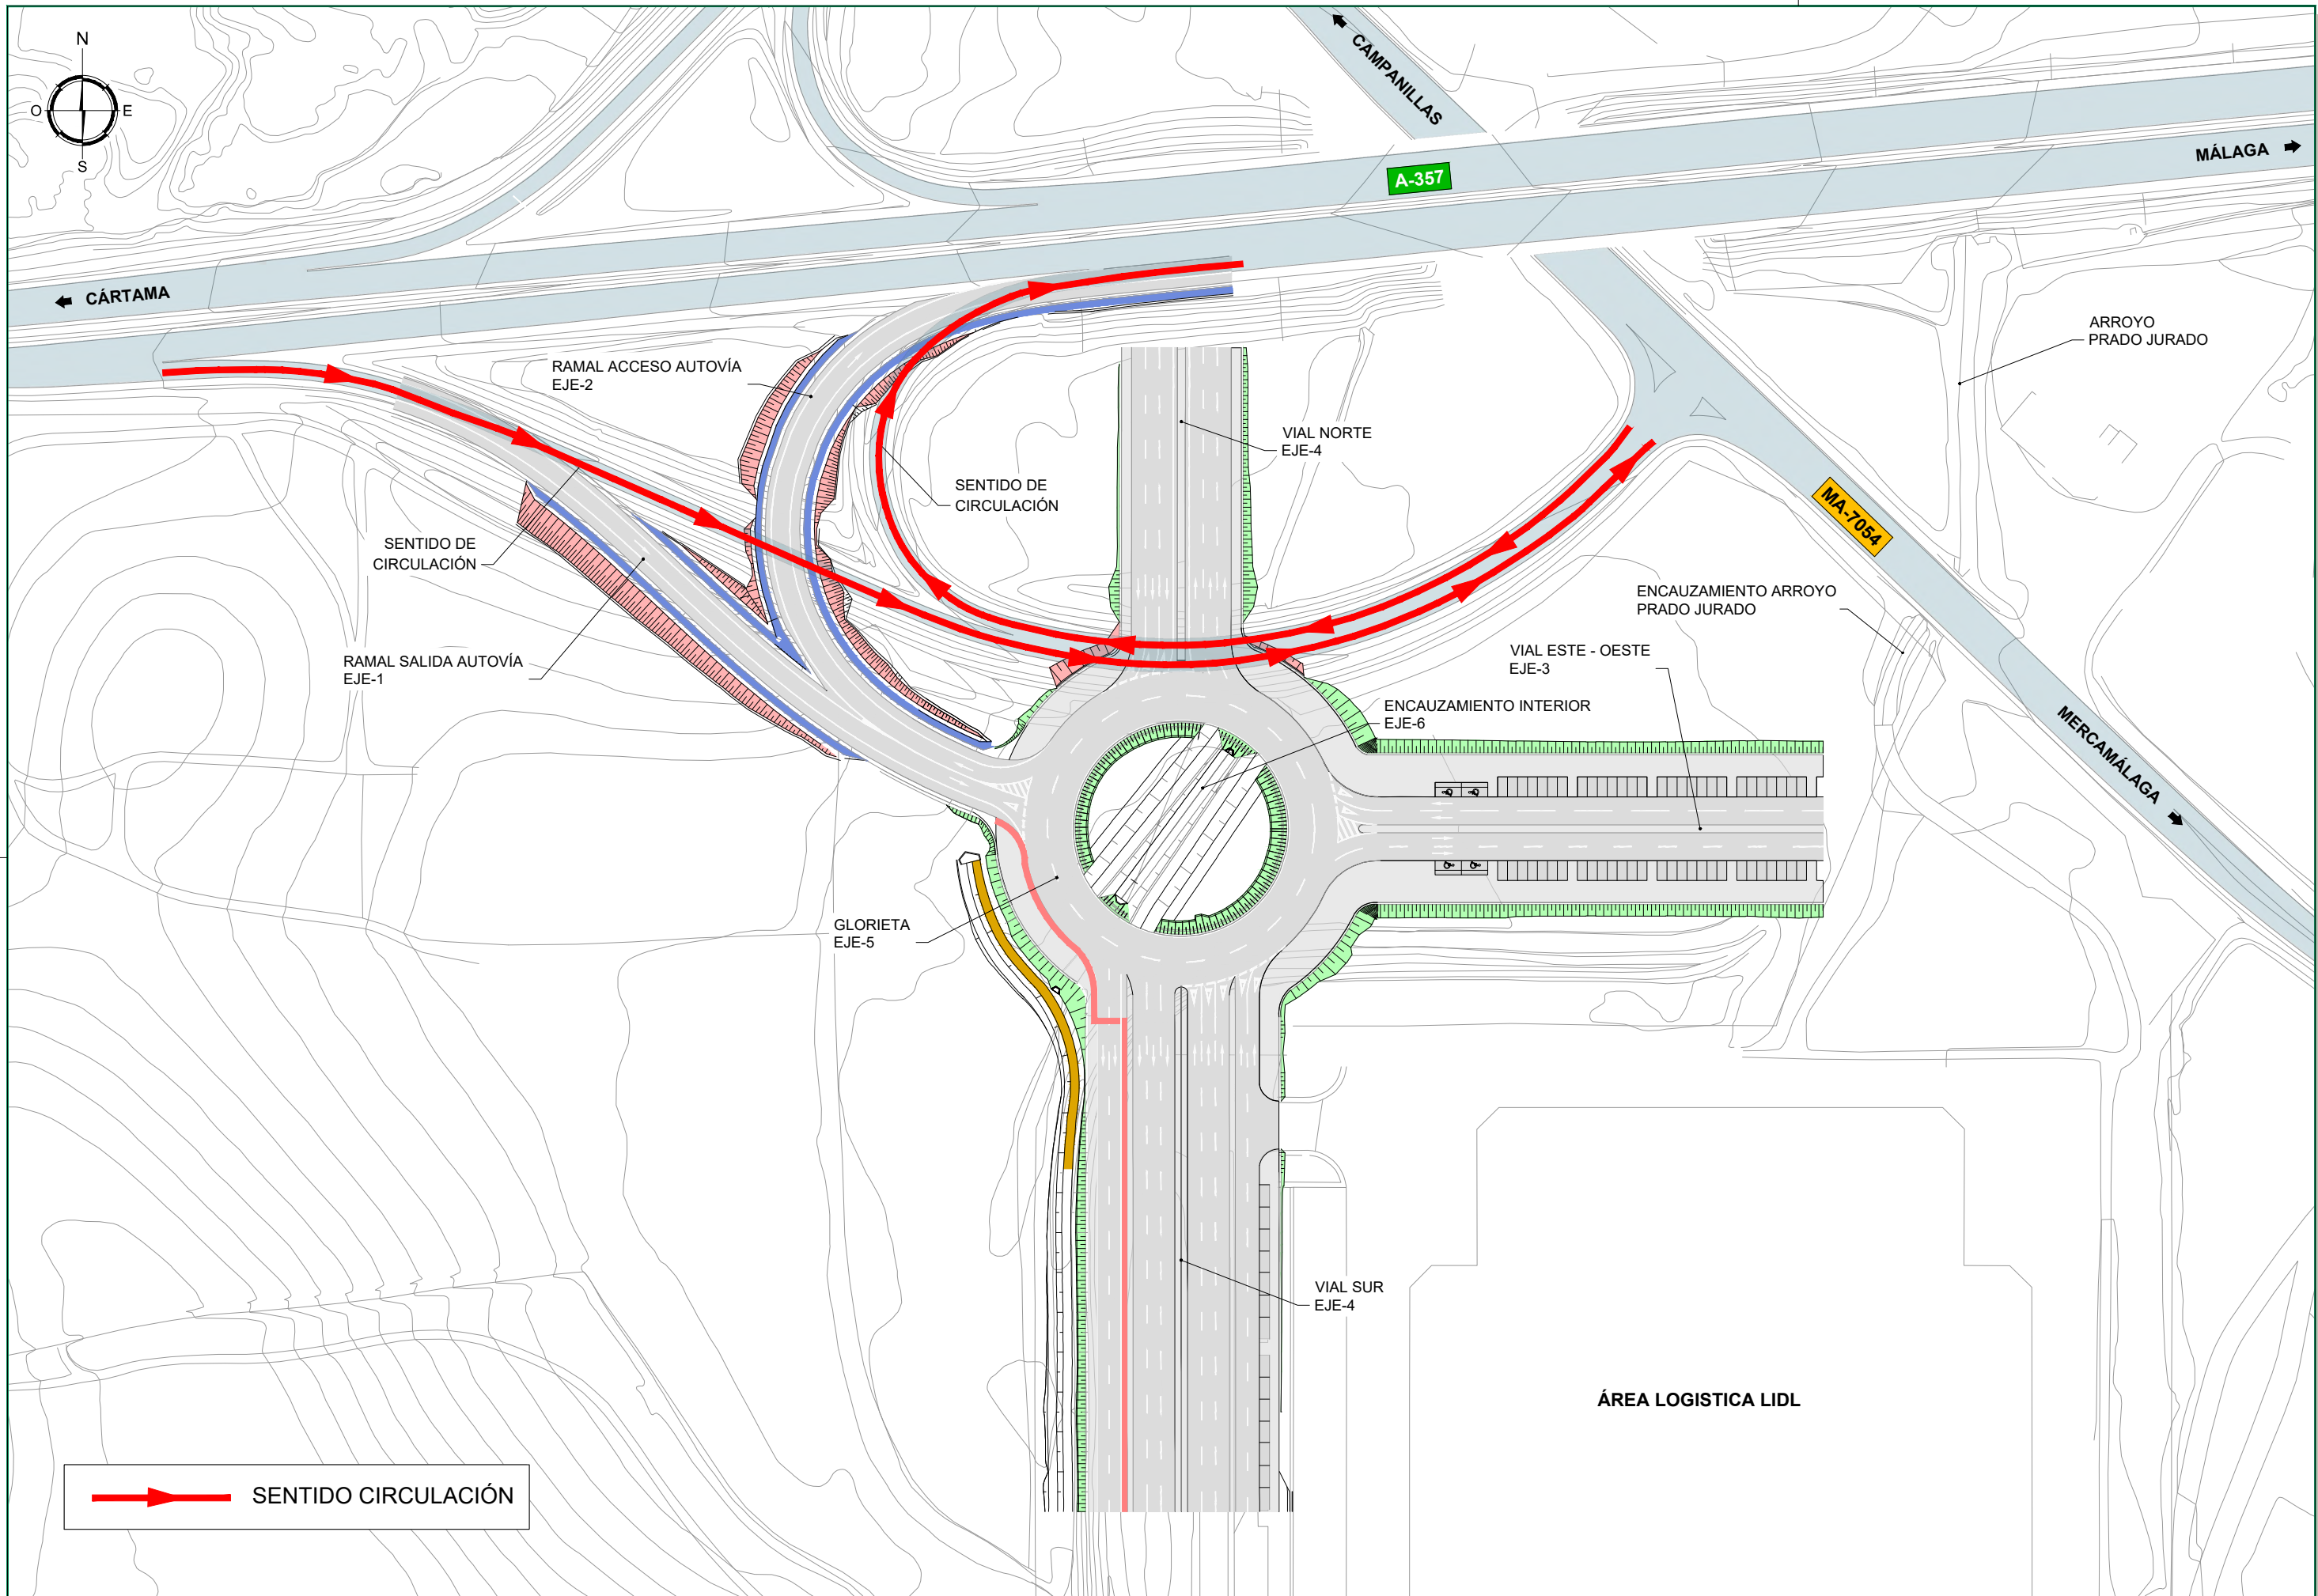 N
O
E
S
CAMPANILLAS
A-357
MÁLAGA
CÁRTAMA
ARROYO
PRADO JURADO
RAMAL ACCESO AUTOVÍA
EJE-2
VIAL NORTE
EJE-4
SENTIDO DE
CIRCULACIÓN
MA-7054
SENTIDO DE
CIRCULACIÓN
ENCAUZAMIENTO ARROYO
PRADO JURADO
RAMAL SALIDA AUTOVÍA
EJE-1
VIAL ESTE - OESTE
EJE-3
ENCAUZAMIENTO INTERIOR
EJE-6
MERCAMÁLAGA
GLORIETA
EJE-5
VIAL SUR
EJE-4
ÁREA LOGISTICA LIDL
SENTIDO CIRCULACIÓN